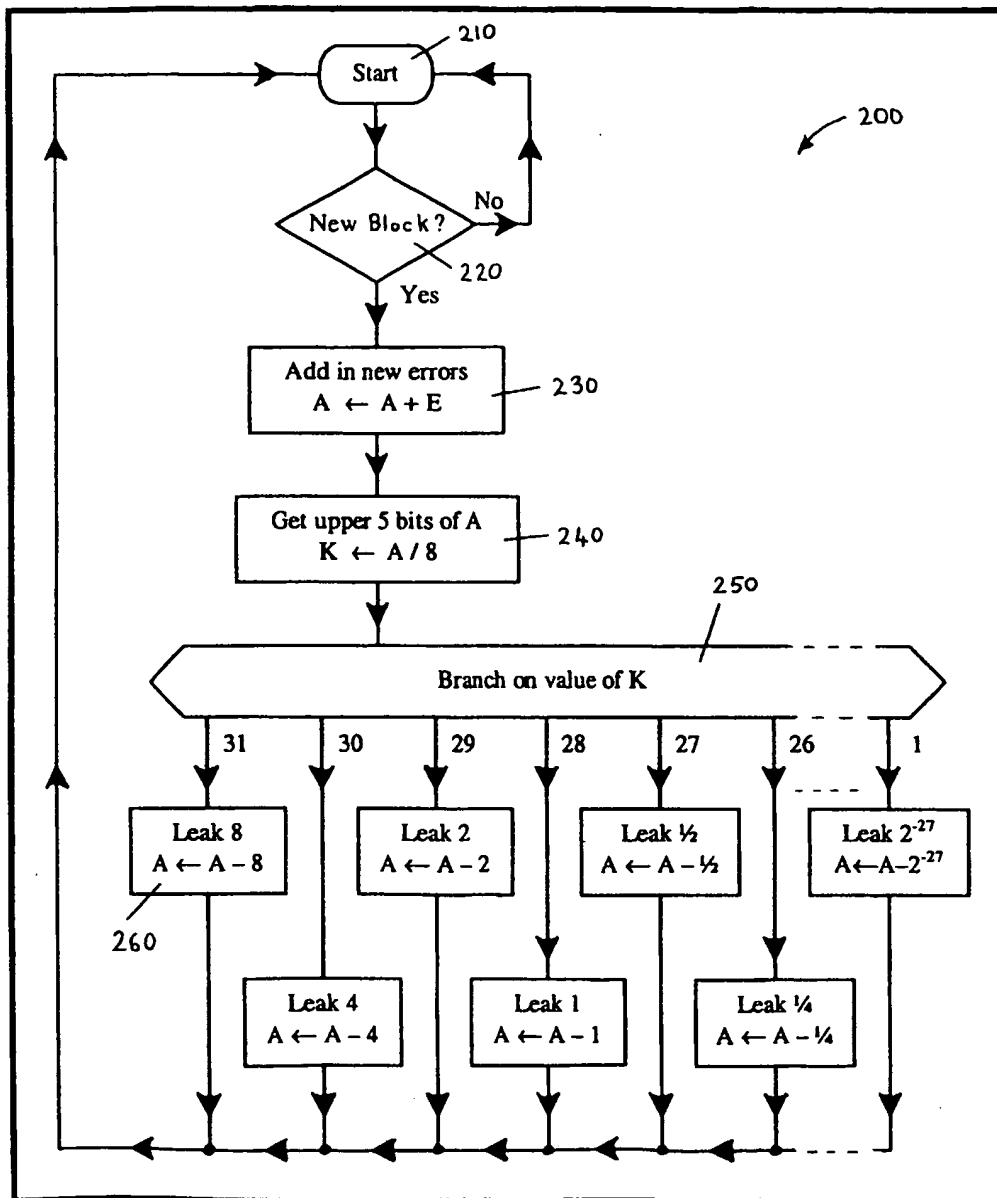 210
Start
200
New Block?
No
220
Yes
Add in new errors
A ← A + E
230
Get upper 5 bits of A
K ← A / 8
240
250
Branch on value of K
31
30
29
28
27
26
1
Leak 8
A ← A – 8
Leak 2
A ← A – 2
Leak ½
A ← A – ½
Leak 2⁻²⁷
A←A–2⁻²⁷
260
Leak 4
A ← A – 4
Leak 1
A ← A – 1
Leak ¼
A ← A – ¼